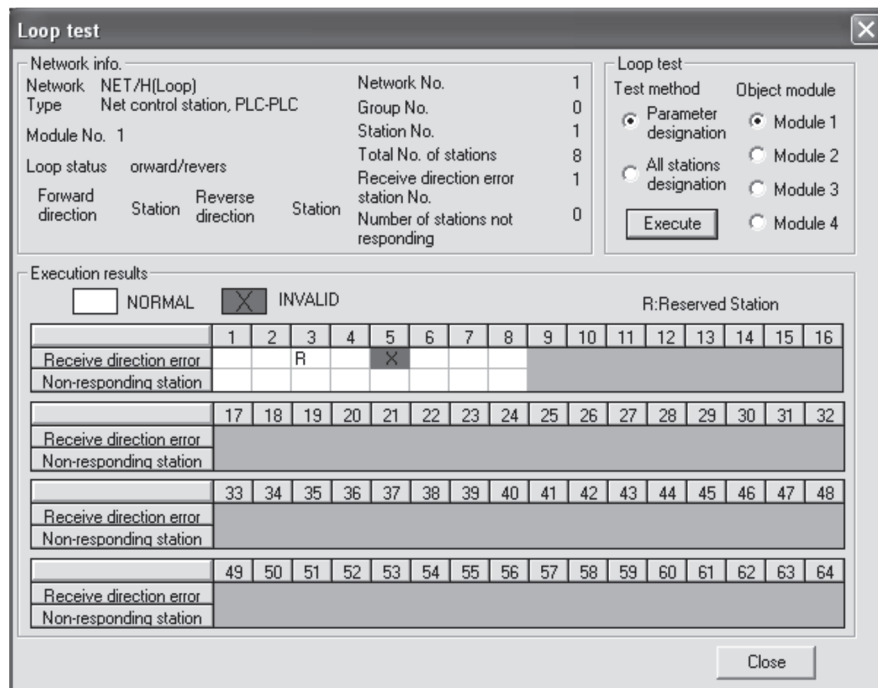 Loop test
Network info.
Network NET/H(Loop)
Type Net control station, PLC-PLC
Module No. 1
Loop status orward/revers
Forward direction Station Reverse direction Station
Network No. 1
Group No. 0
Station No. 1
Total No. of stations 8
Receive direction error station No. 1
Number of stations not responding 0
Loop test
Test method
Parameter designation
All stations designation
Execute
Object module
Module 1
Module 2
Module 3
Module 4
Execution results
NORMAL X INVALID R:Reserved Station
1 2 3 4 5 6 7 8 9 10 11 12 13 14 15 16
Receive direction error R X
Non-responding station
17 18 19 20 21 22 23 24 25 26 27 28 29 30 31 32
Receive direction error
Non-responding station
33 34 35 36 37 38 39 40 41 42 43 44 45 46 47 48
Receive direction error
Non-responding station
49 50 51 52 53 54 55 56 57 58 59 60 61 62 63 64
Receive direction error
Non-responding station
Close